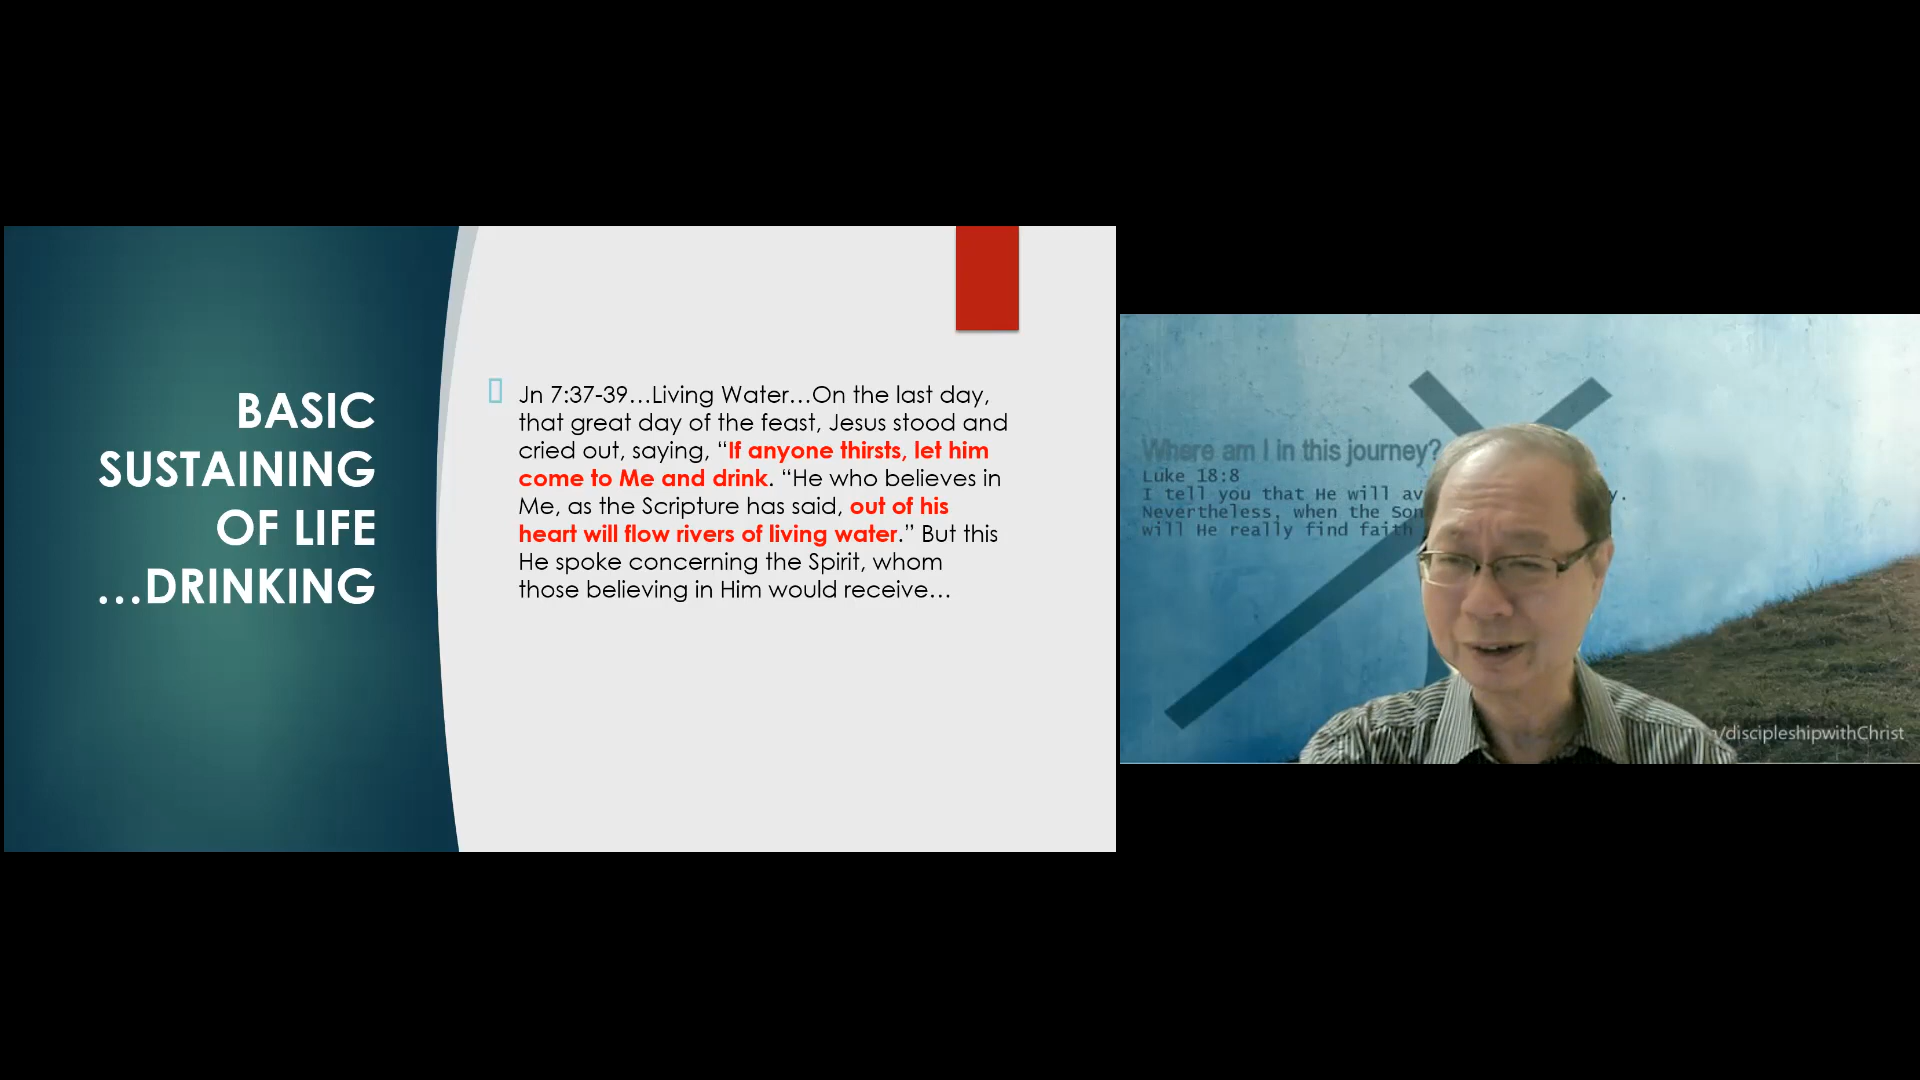 BASIC
SUSTAINING
OF LIFE
…DRINKING
Jn 7:37-39…Living Water…On the last day,
that great day of the feast, Jesus stood and
cried out, saying, “If anyone thirsts, let him
come to Me and drink. “He who believes in
Me, as the Scripture has said, out of his
heart will flow rivers of living water.” But this
He spoke concerning the Spirit, whom
those believing in Him would receive…
Where am I in this journey?
Luke 18:8
I tell you that He will
Nevertheless, when the Son
will He really find faith
/discipleshipwithChrist